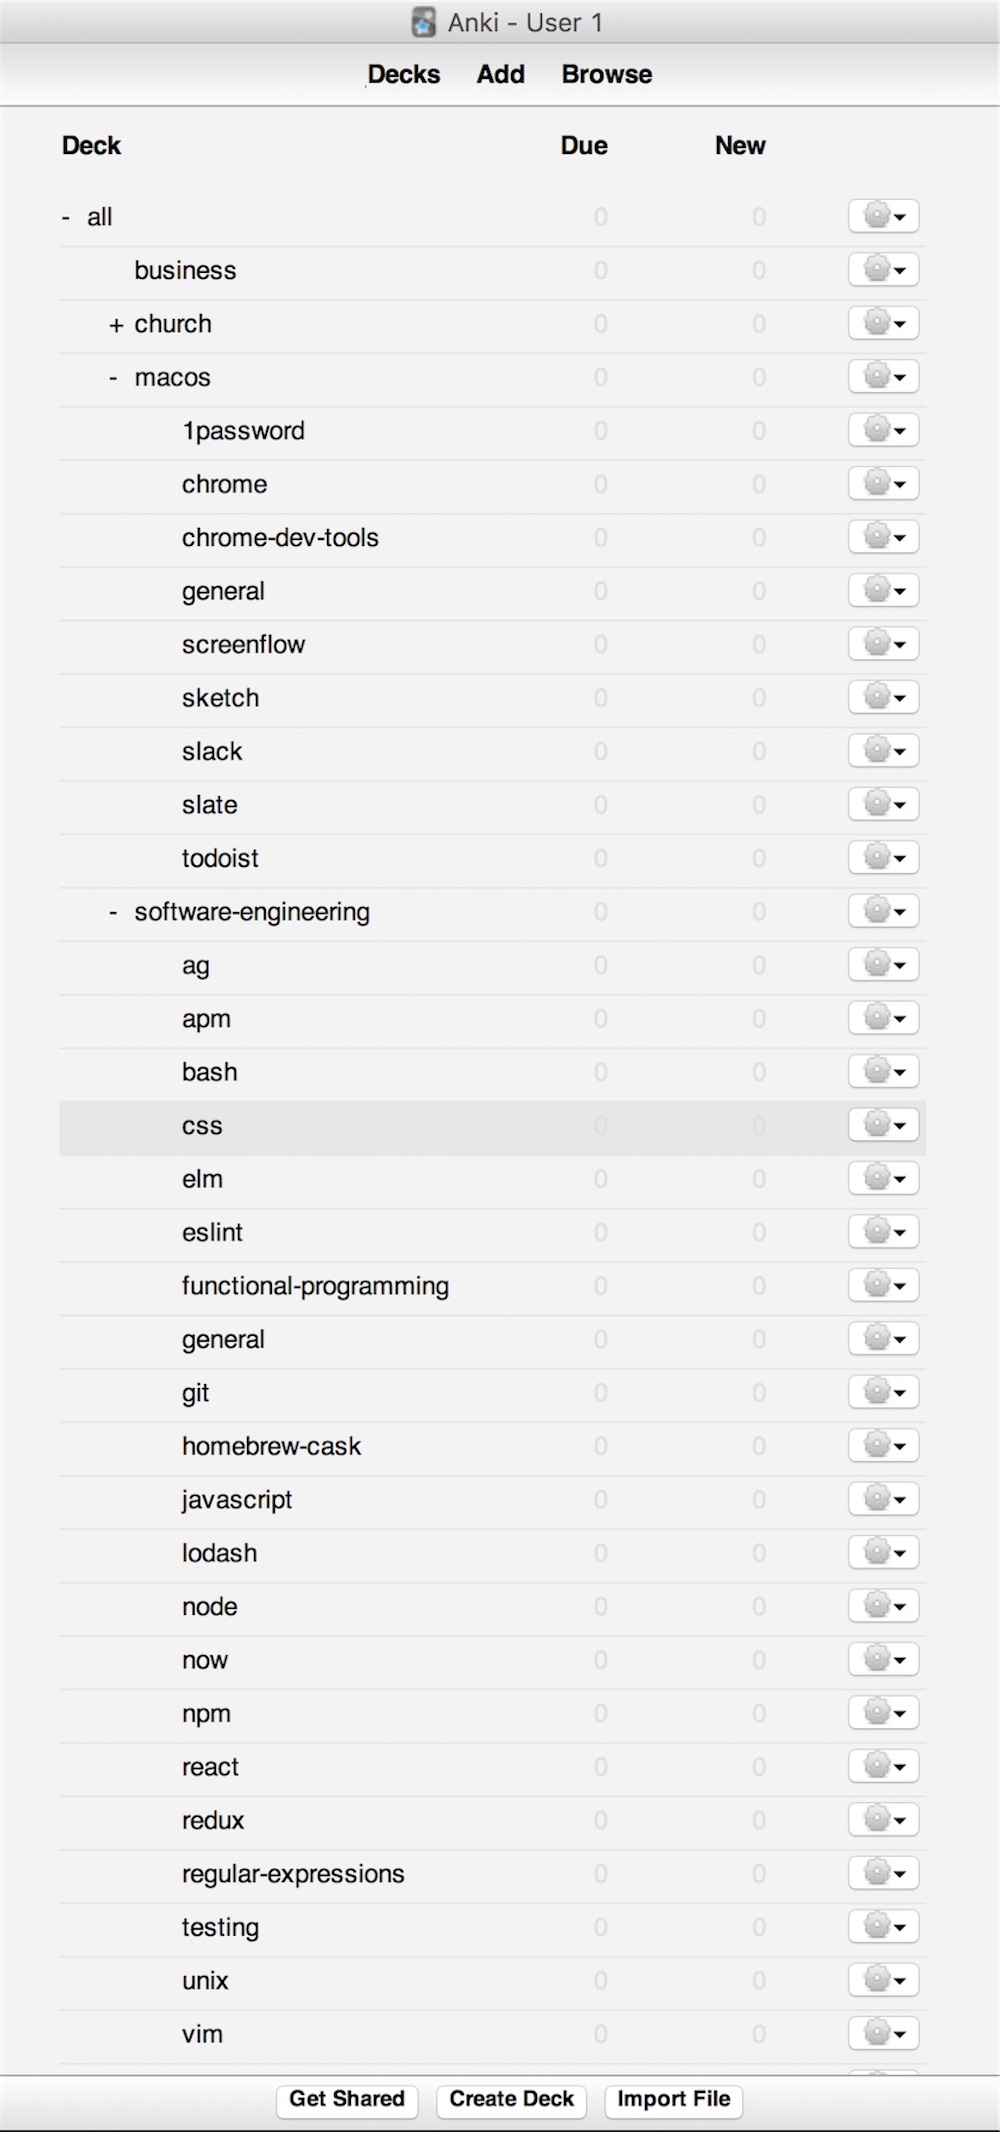 Anki - User 1
Decks Add Browse
Deck Due New
- all 0 0
business 0 0
+ church 0 0
- macos 0 0
1password 0 0
chrome 0 0
chrome-dev-tools 0 0
general 0 0
screenflow 0 0
sketch 0 0
slack 0 0
slate 0 0
todoist 0 0
- software-engineering 0 0
ag 0 0
apm 0 0
bash 0 0
css 0 0
elm 0 0
eslint 0 0
functional-programming 0 0
general 0 0
git 0 0
homebrew-cask 0 0
javascript 0 0
lodash 0 0
node 0 0
now 0 0
npm 0 0
react 0 0
redux 0 0
regular-expressions 0 0
testing 0 0
unix 0 0
vim 0 0
Get Shared Create Deck Import File